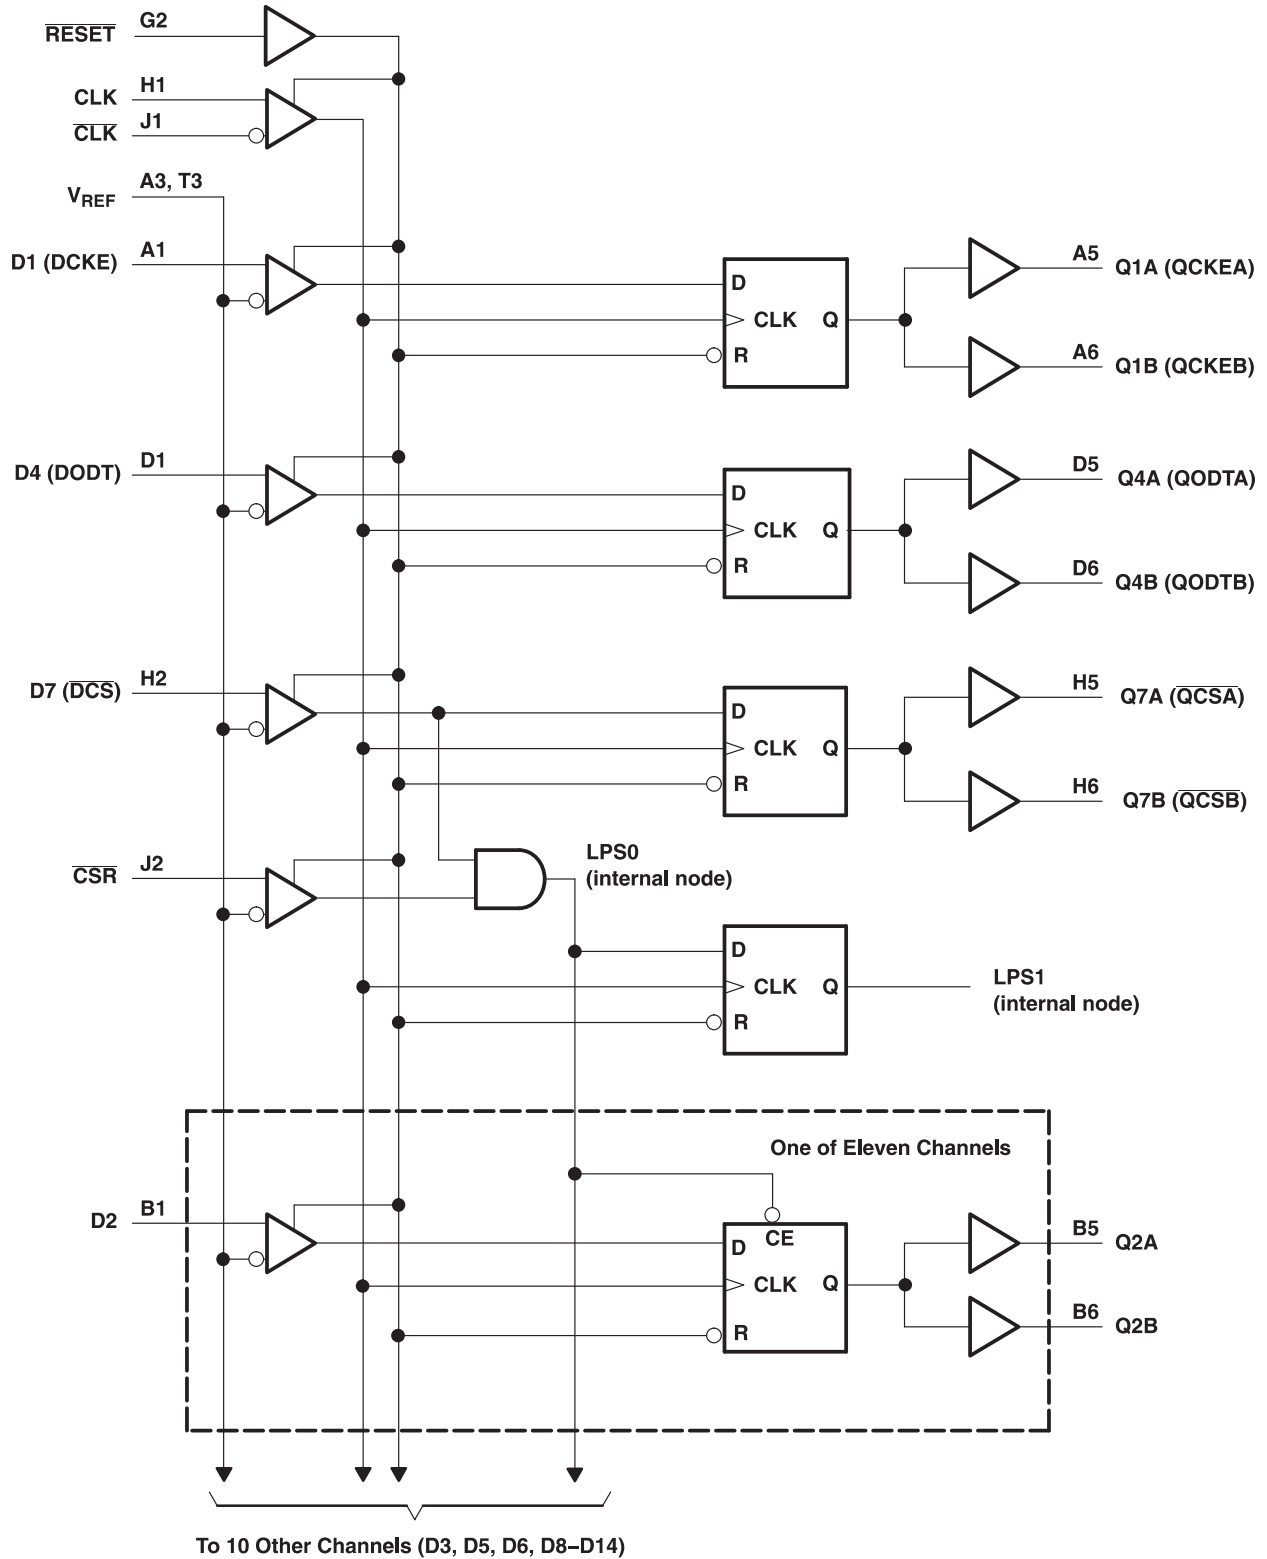 RESET G2
CLK H1
CLK J1
VREF A3, T3
D1 (DCKE) A1
D
CLK Q
R
A5 Q1A (QCKEA)
A6 Q1B (QCKEB)
D4 (DODT) D1
D
CLK Q
R
D5 Q4A (QODTA)
D6 Q4B (QODTB)
D7 (DCS) H2
D
CLK Q
R
H5 Q7A (QCSA)
H6 Q7B (QCSB)
CSR J2
LPS0
(internal node)
D
CLK Q
R
LPS1
(internal node)
One of Eleven Channels
D2 B1
CE
D
CLK Q
R
B5 Q2A
B6 Q2B
To 10 Other Channels (D3, D5, D6, D8–D14)